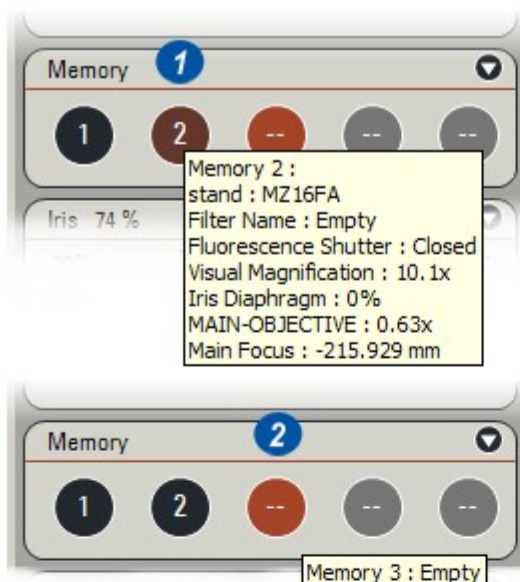 Memory 1
1 2 -- -- --
Memory 2 :
stand : MZ16FA
Filter Name : Empty
Fluorescence Shutter : Closed
Visual Magnification : 10.1x
Iris Diaphragm : 0%
MAIN-OBJECTIVE : 0.63x
Main Focus : -215.929 mm
Iris 74 %
Memory 2
1 2 -- -- --
Memory 3 : Empty